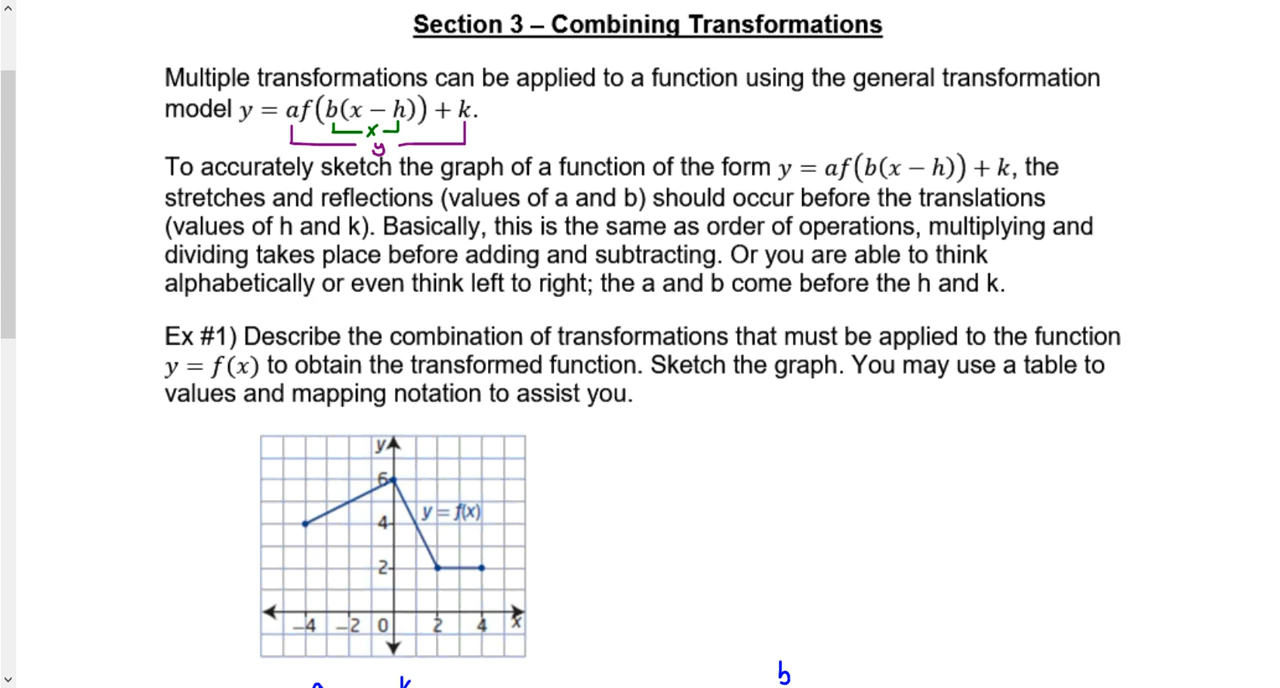 Section 3 – Combining Transformations
Multiple transformations can be applied to a function using the general transformation
model y = af(b(x − h)) + k.
x
y
To accurately sketch the graph of a function of the form y = af(b(x − h)) + k, the
stretches and reflections (values of a and b) should occur before the translations
(values of h and k). Basically, this is the same as order of operations, multiplying and
dividing takes place before adding and subtracting. Or you are able to think
alphabetically or even think left to right; the a and b come before the h and k.
Ex #1) Describe the combination of transformations that must be applied to the function
y = f(x) to obtain the transformed function. Sketch the graph. You may use a table to
values and mapping notation to assist you.
y
6
y = f(x)
4
2
−4 −2 0 2 4 x
k b